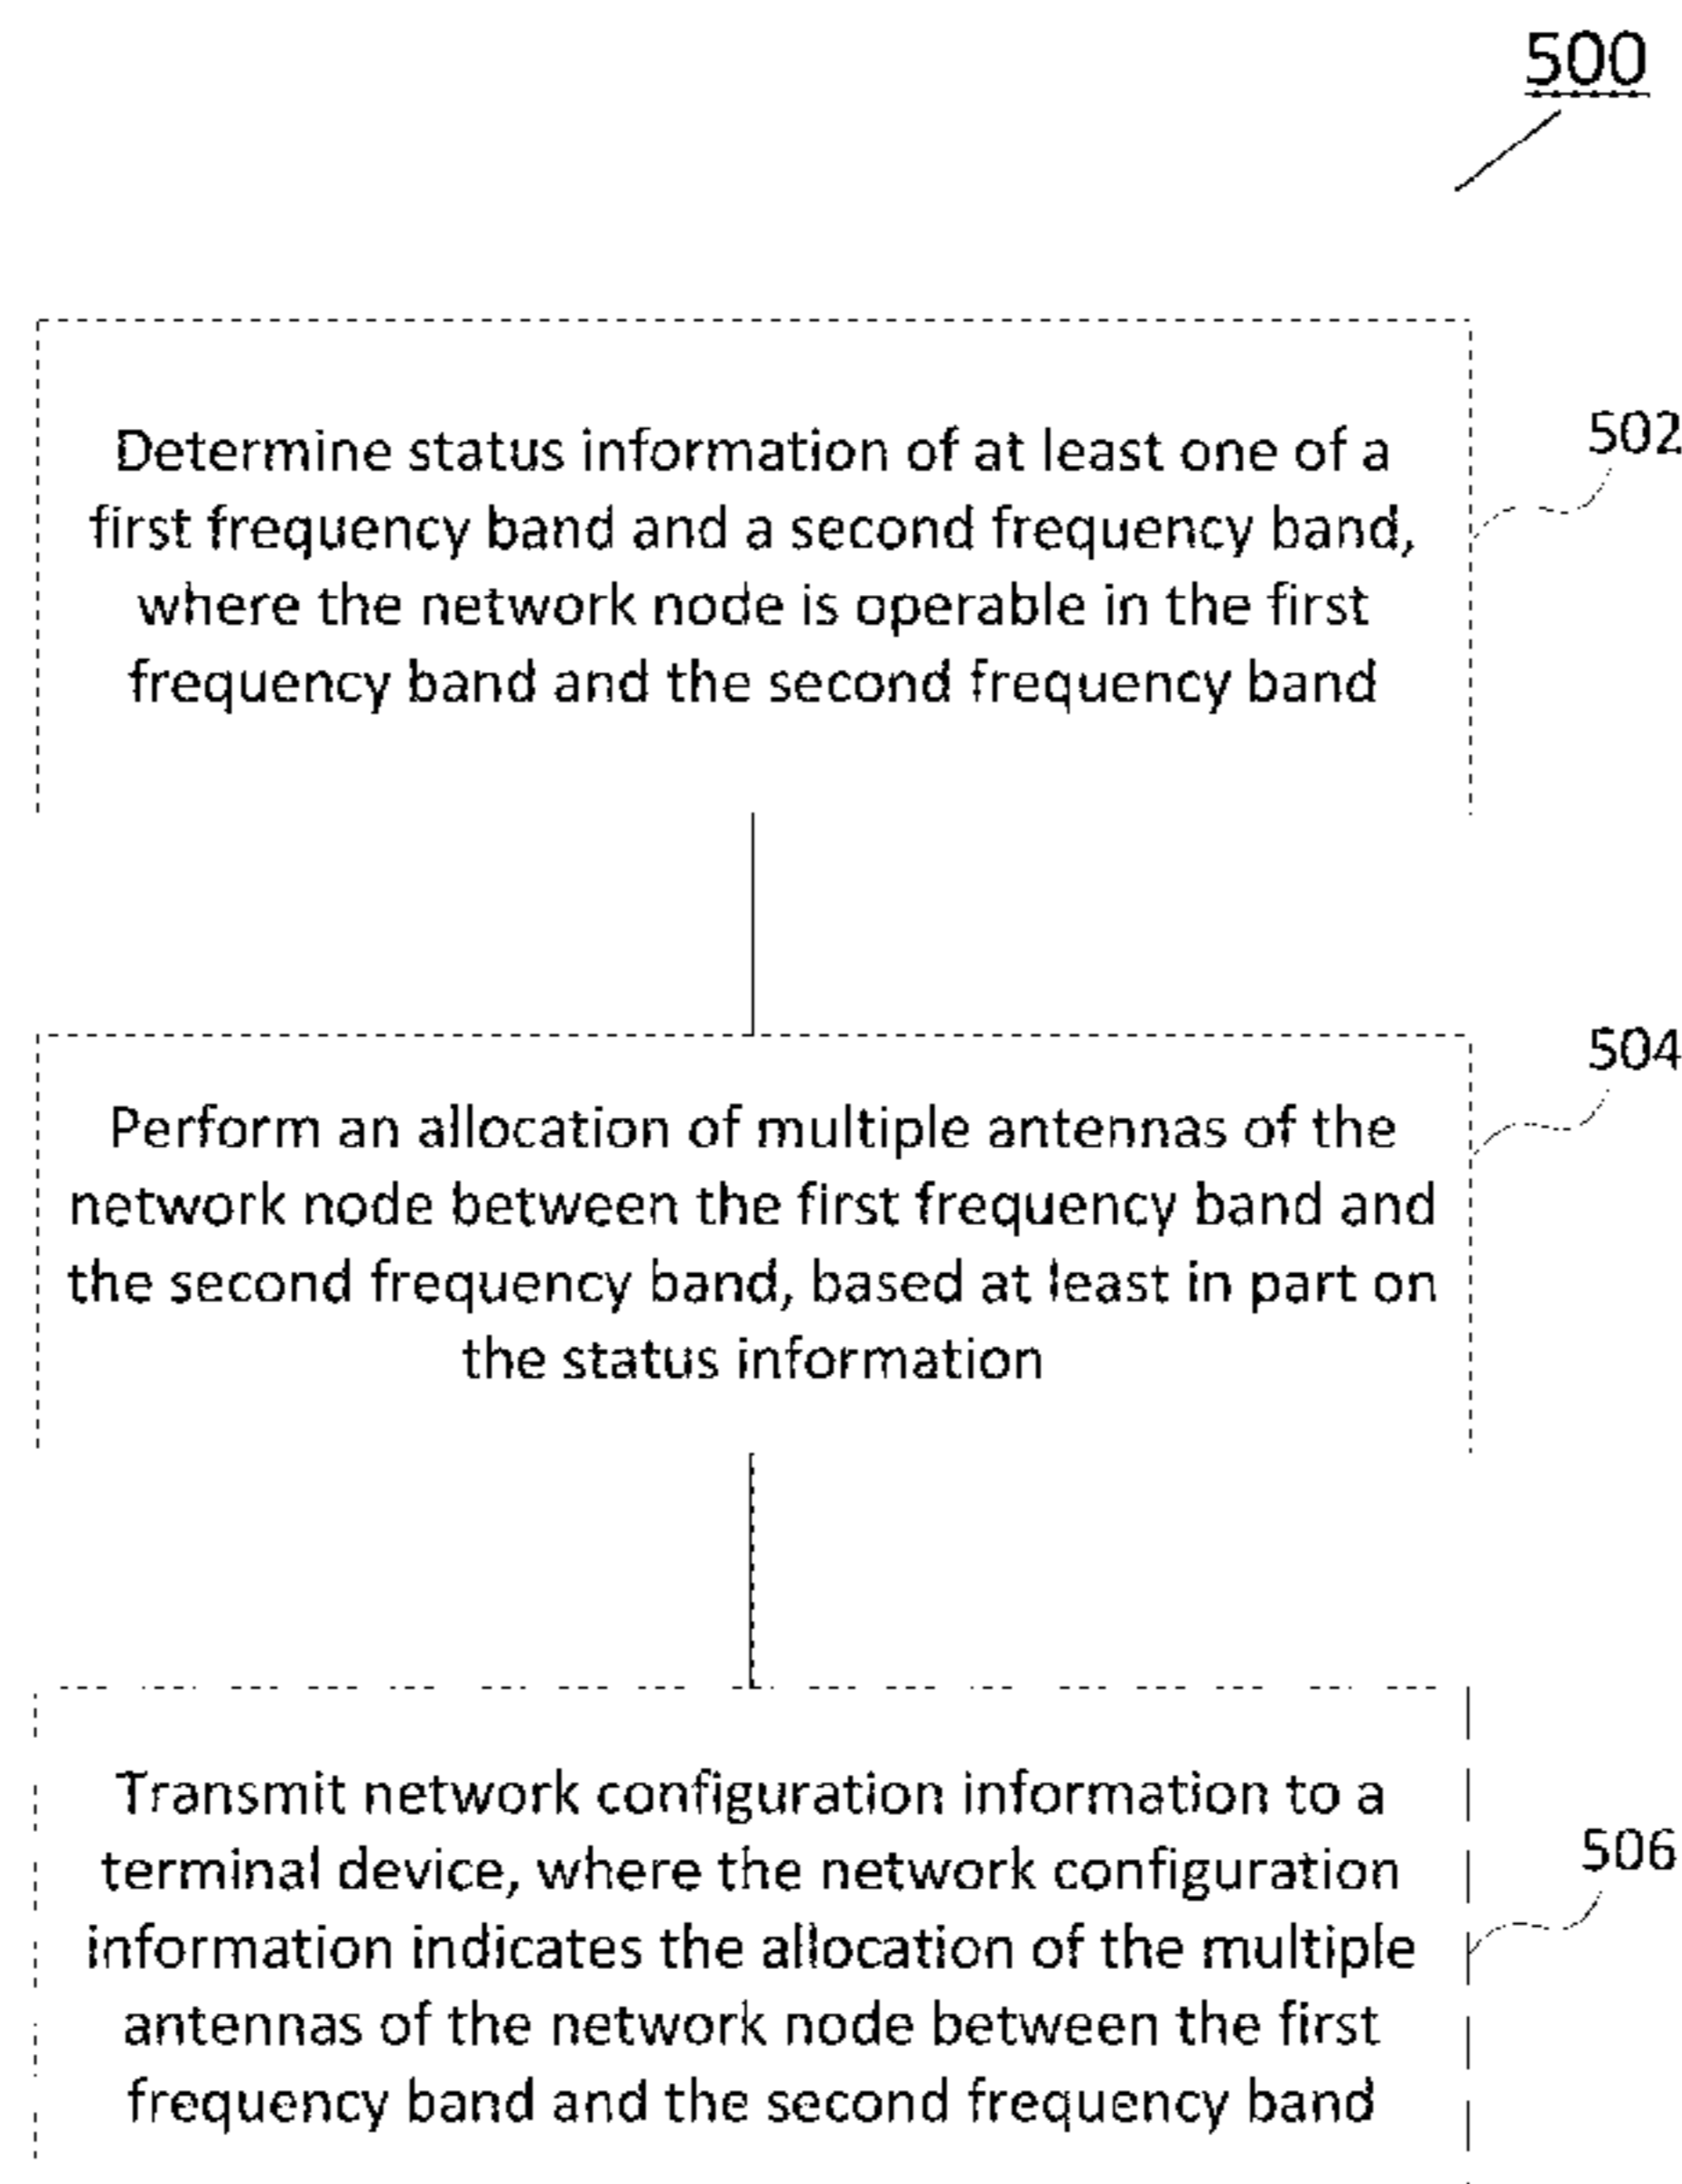 500
Determine status information of at least one of a
first frequency band and a second frequency band,
where the network node is operable in the first
frequency band and the second frequency band
502
Perform an allocation of multiple antennas of the
network node between the first frequency band and
the second frequency band, based at least in part on
the status information
504
Transmit network configuration information to a
terminal device, where the network configuration
information indicates the allocation of the multiple
antennas of the network node between the first
frequency band and the second frequency band
506